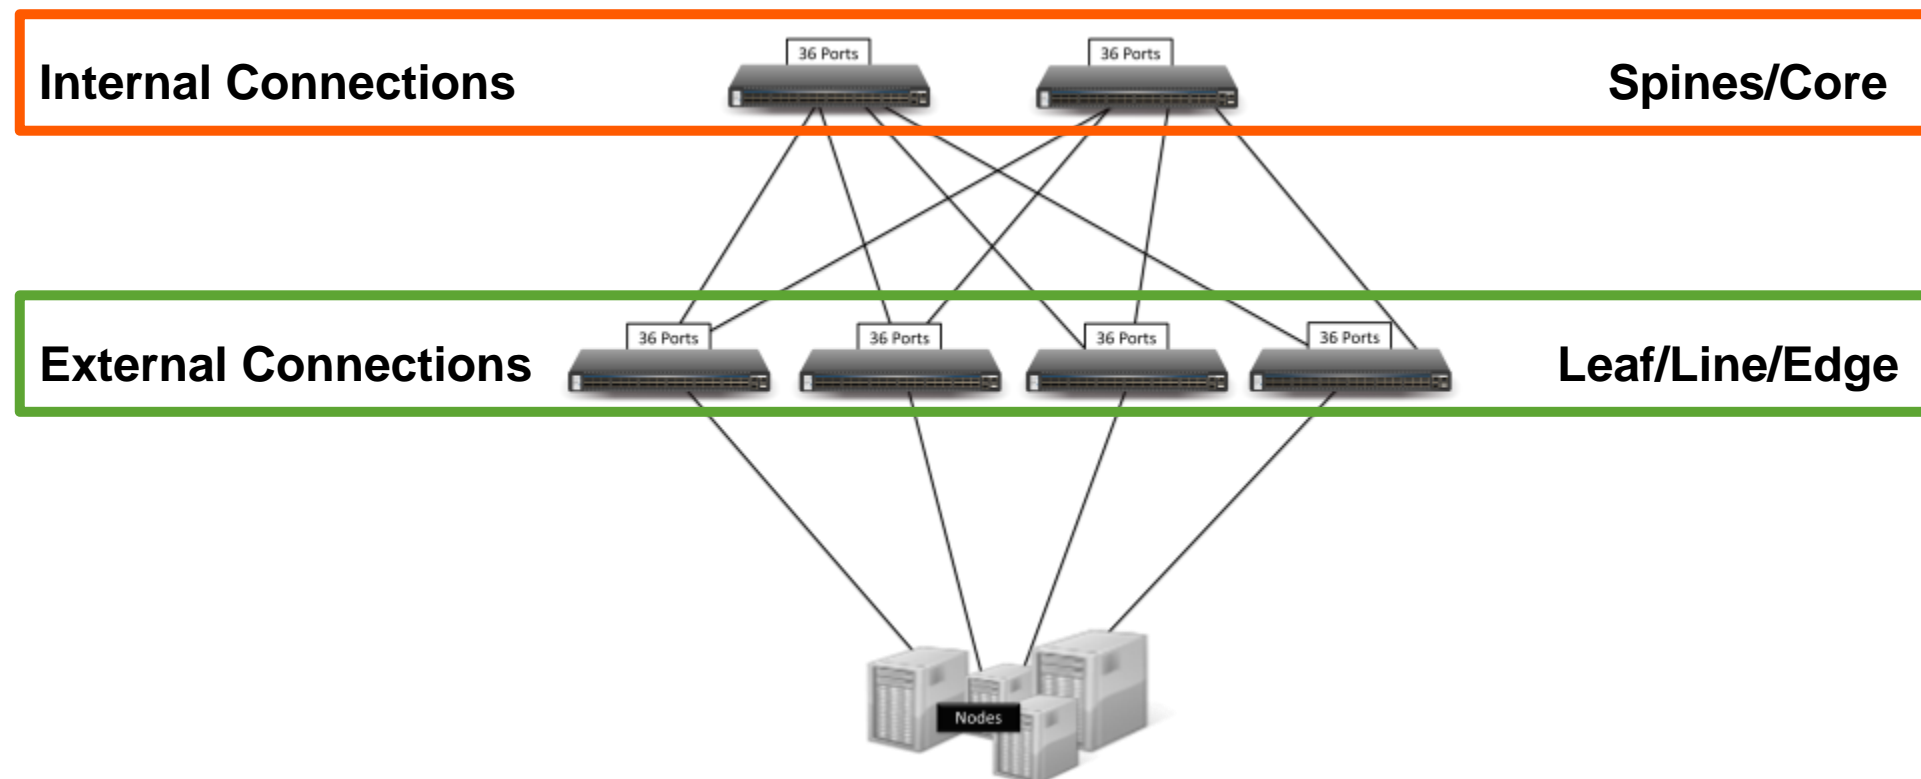 36 Ports
36 Ports
Internal Connections
Spines/Core
36 Ports
36 Ports
36 Ports
36 Ports
External Connections
Leaf/Line/Edge
Nodes